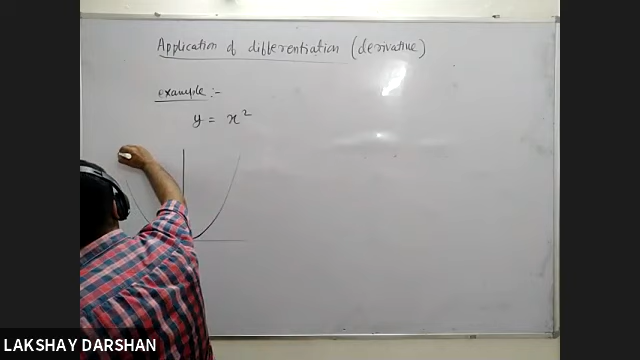 Application of differentiation (derivative)
example :-
y = x²
LAKSHAY DARSHAN